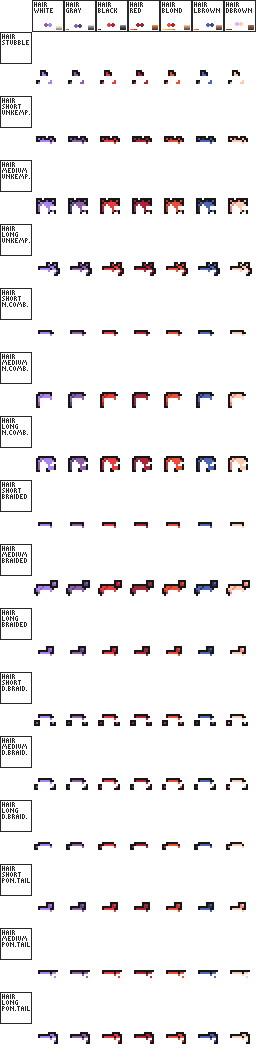 HAIR WHITE
HAIR GRAY
HAIR BLACK
HAIR RED
HAIR BLOND
HAIR LBROWN
HAIR DBROWN
HAIR
STUBBLE
HAIR
SHORT
UNKEMP.
HAIR
MEDIUM
UNKEMP.
HAIR
LONG
UNKEMP.
HAIR
SHORT
N.COMB.
HAIR
MEDIUM
N.COMB.
HAIR
LONG
N.COMB.
HAIR
SHORT
BRAIDED
HAIR
MEDIUM
BRAIDED
HAIR
LONG
BRAIDED
HAIR
SHORT
D.BRAID.
HAIR
MEDIUM
D.BRAID.
HAIR
LONG
D.BRAID.
HAIR
SHORT
PON.TAIL
HAIR
MEDIUM
PON.TAIL
HAIR
LONG
PON.TAIL